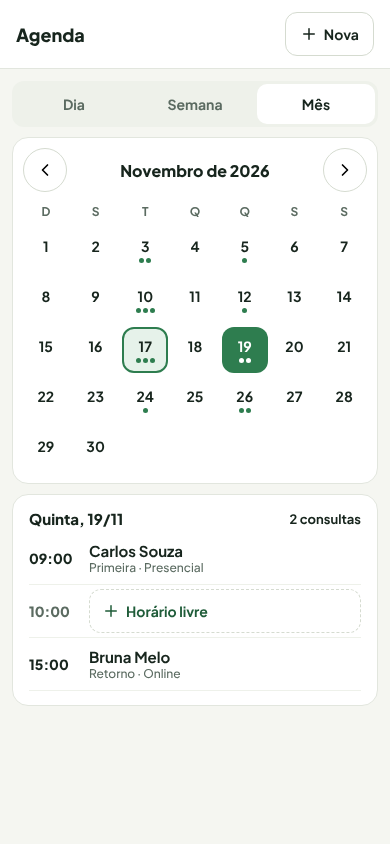 Agenda
+ Nova
Dia Semana Mês
Novembro de 2026
D S T Q Q S S
1 2 3 4 5 6 7
8 9 10 11 12 13 14
15 16 17 18 19 20 21
22 23 24 25 26 27 28
29 30
Quinta, 19/11 2 consultas
09:00 Carlos Souza
Primeira · Presencial
10:00 + Horário livre
15:00 Bruna Melo
Retorno · Online